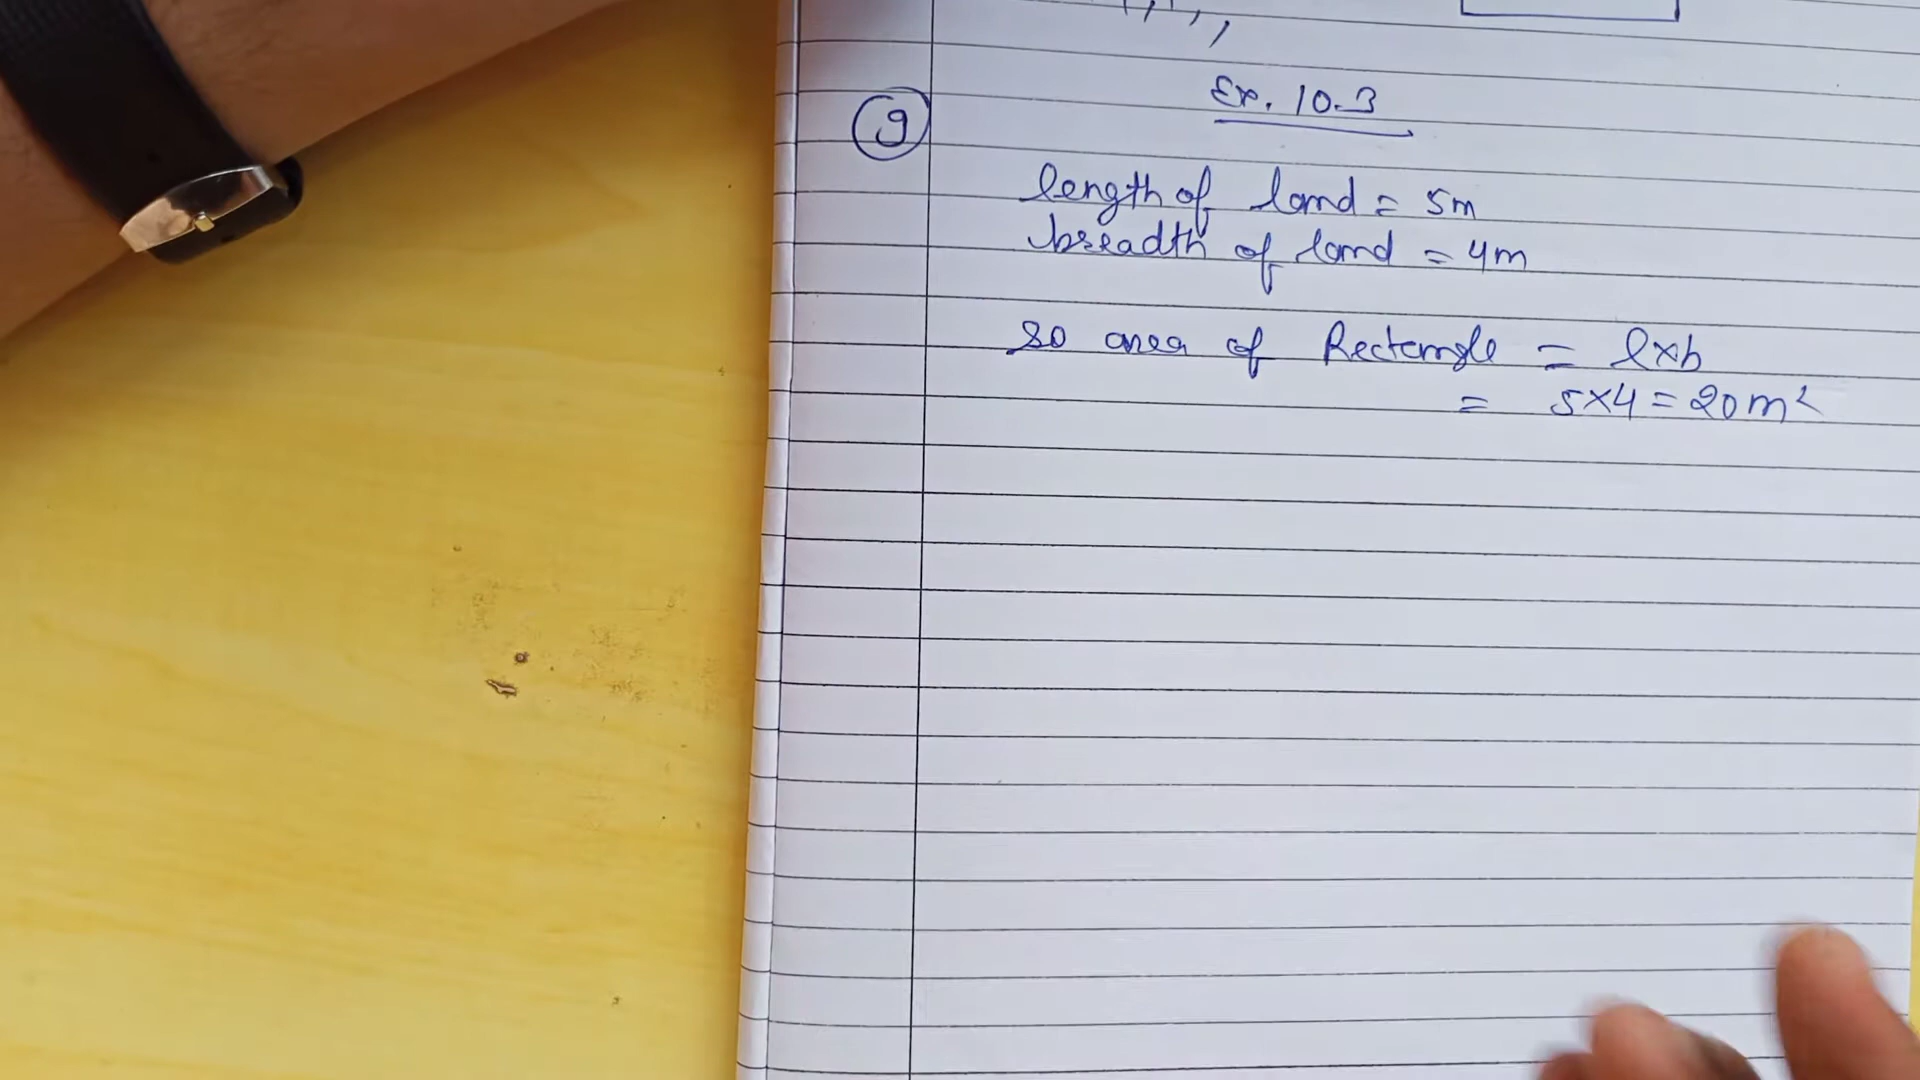 Ex. 10.3
9
length of land = 5m
breadth of land = 4m
so area of Rectangle = l×b
= 5×4 = 20m²